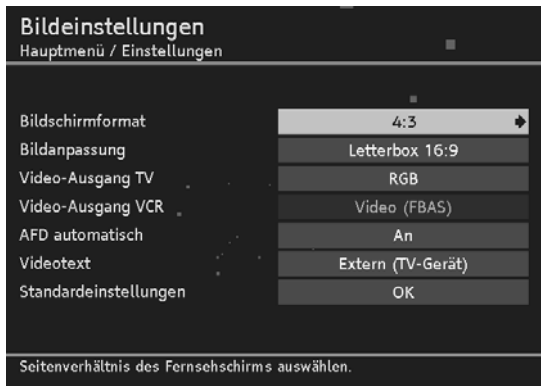 Bildeinstellungen
Hauptmenü / Einstellungen
Bildschirmformat 4:3
Bildanpassung Letterbox 16:9
Video-Ausgang TV RGB
Video-Ausgang VCR Video (FBAS)
AFD automatisch An
Videotext Extern (TV-Gerät)
Standardeinstellungen OK
Seitenverhältnis des Fernsehschirms auswählen.